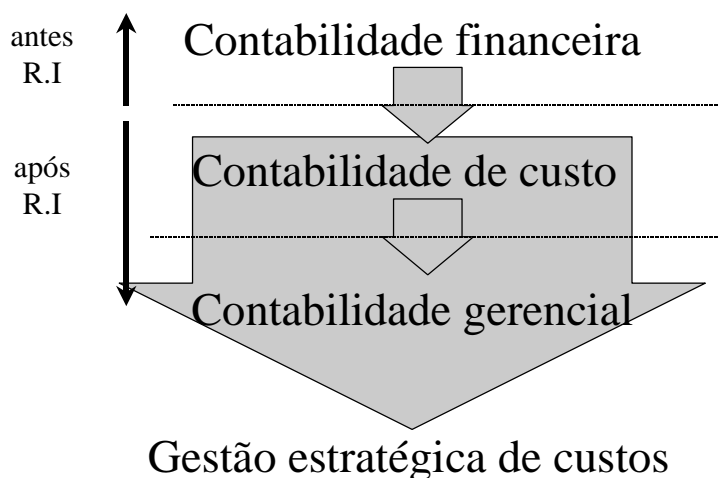 antes
R.I
Contabilidade financeira
após
R.I
Contabilidade de custo
Contabilidade gerencial
Gestão estratégica de custos